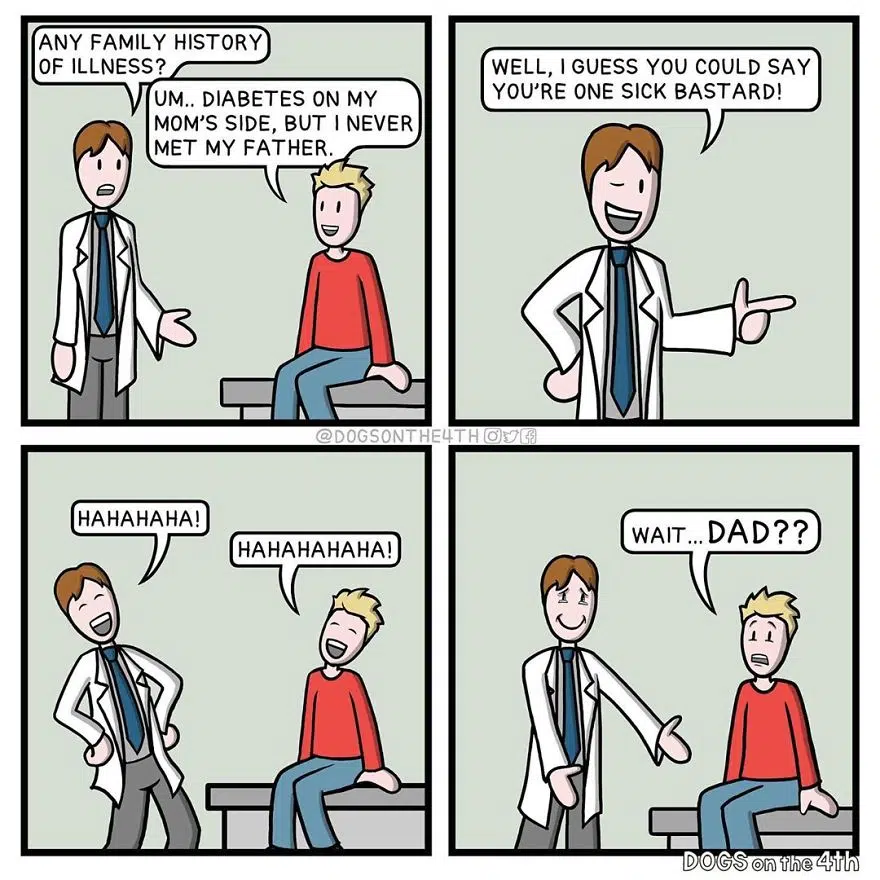 ANY FAMILY HISTORY
OF ILLNESS?
UM.. DIABETES ON MY
MOM'S SIDE, BUT I NEVER
MET MY FATHER.
WELL, I GUESS YOU COULD SAY
YOU'RE ONE SICK BASTARD!
@DOGSONTHE4TH
HAHAHAHA!
HAHAHAHAHA!
WAIT... DAD??
DOGS on the 4th